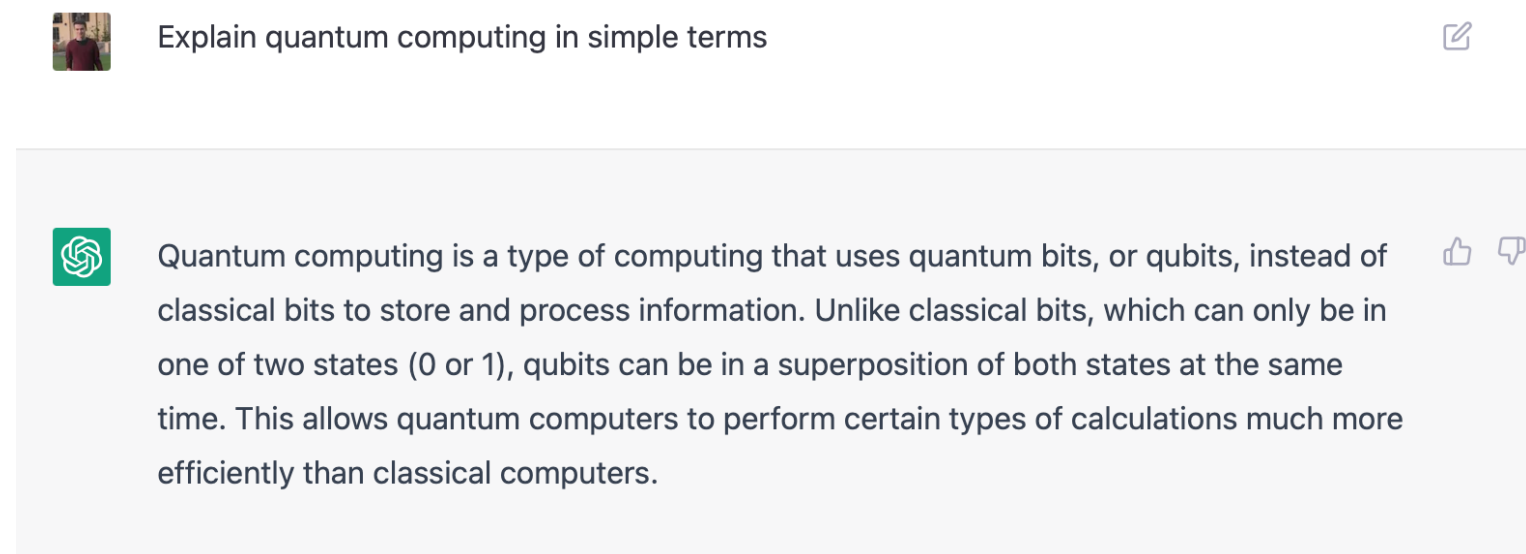 Explain quantum computing in simple terms
Quantum computing is a type of computing that uses quantum bits, or qubits, instead of
classical bits to store and process information. Unlike classical bits, which can only be in
one of two states (0 or 1), qubits can be in a superposition of both states at the same
time. This allows quantum computers to perform certain types of calculations much more
efficiently than classical computers.